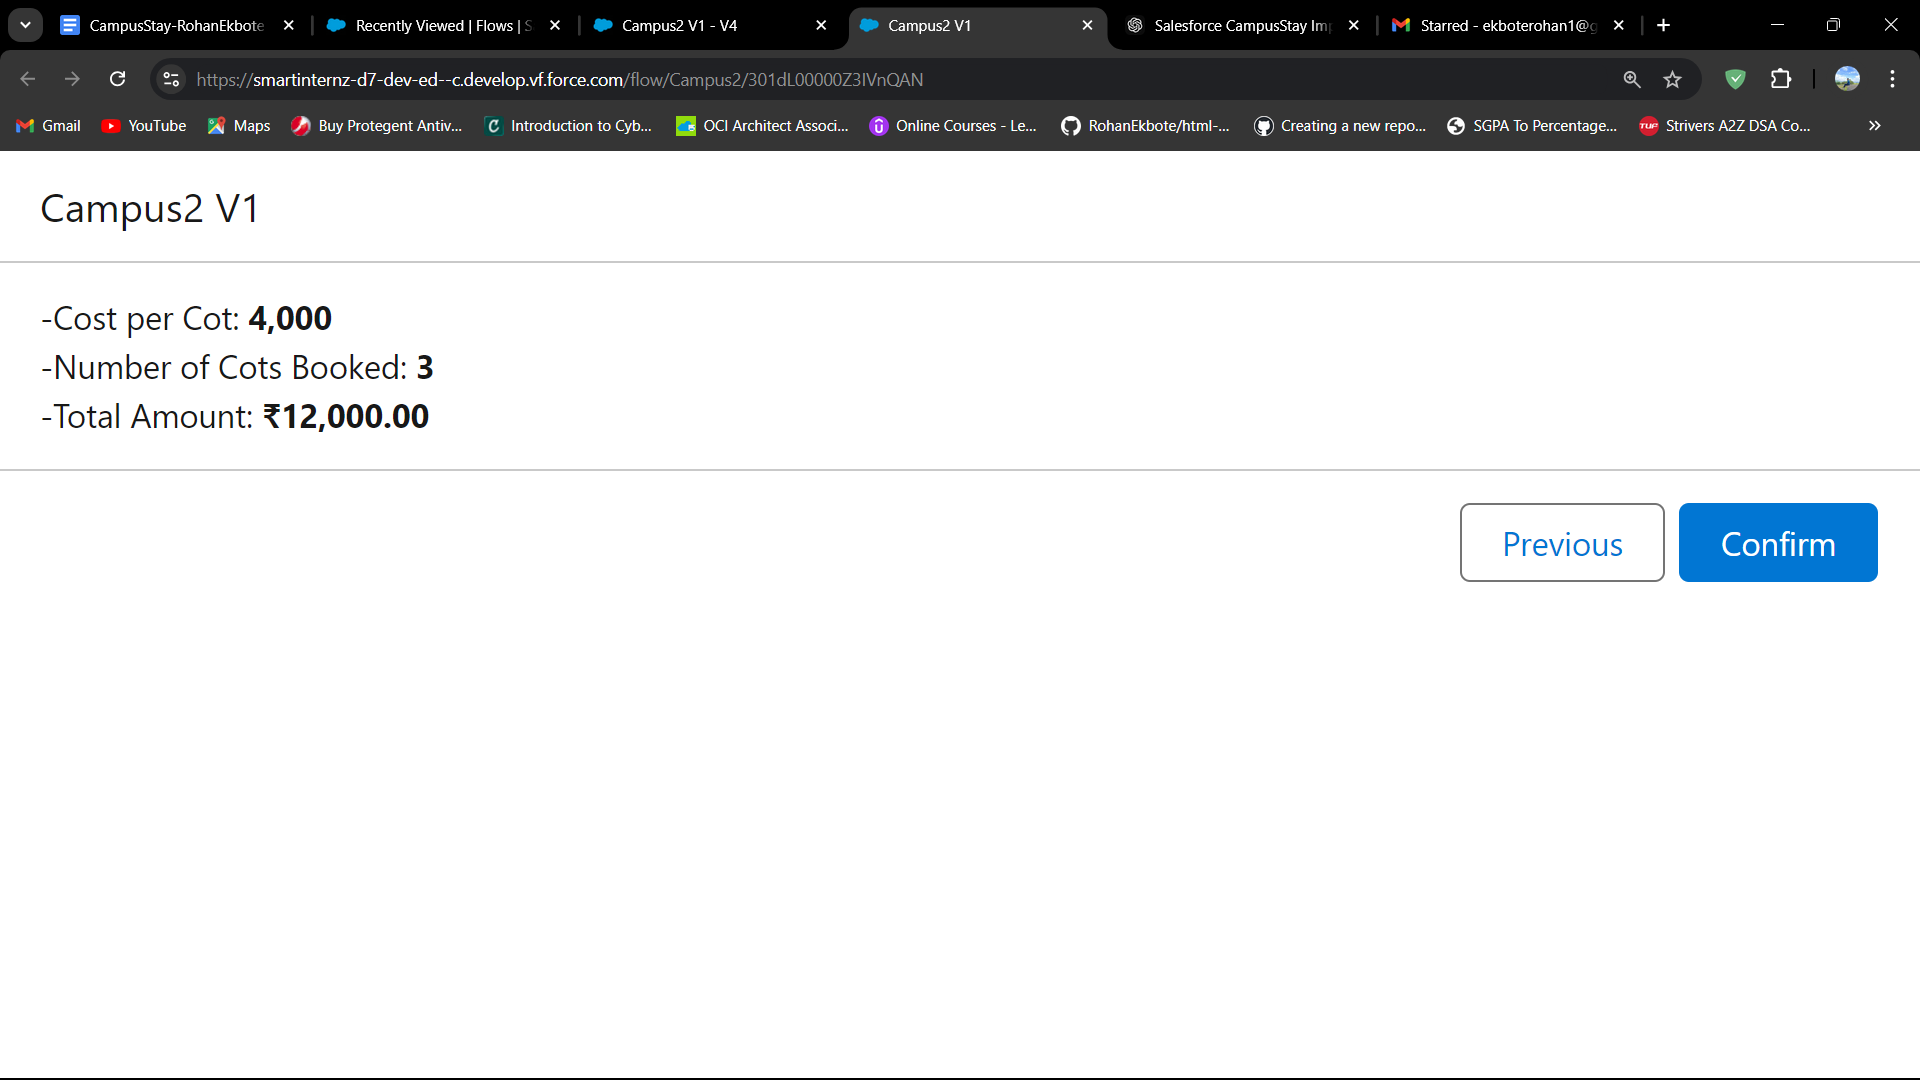 CampusStay-RohanEkbote
Recently Viewed | Flows | S
Campus2 V1 - V4
Campus2 V1
Salesforce CampusStay Imp
Starred - ekboterohan1@g
https://smartinternz-d7-dev-ed--c.develop.vf.force.com/flow/Campus2/301dL00000Z3IVnQAN
Gmail
YouTube
Maps
Buy Protegent Antiv...
Introduction to Cyb...
OCI Architect Associ...
Online Courses - Le...
RohanEkbote/html-...
Creating a new repo...
SGPA To Percentage...
TUF
Strivers A2Z DSA Co...
Campus2 V1
-Cost per Cot: 4,000
-Number of Cots Booked: 3
-Total Amount: ₹12,000.00
Previous
Confirm